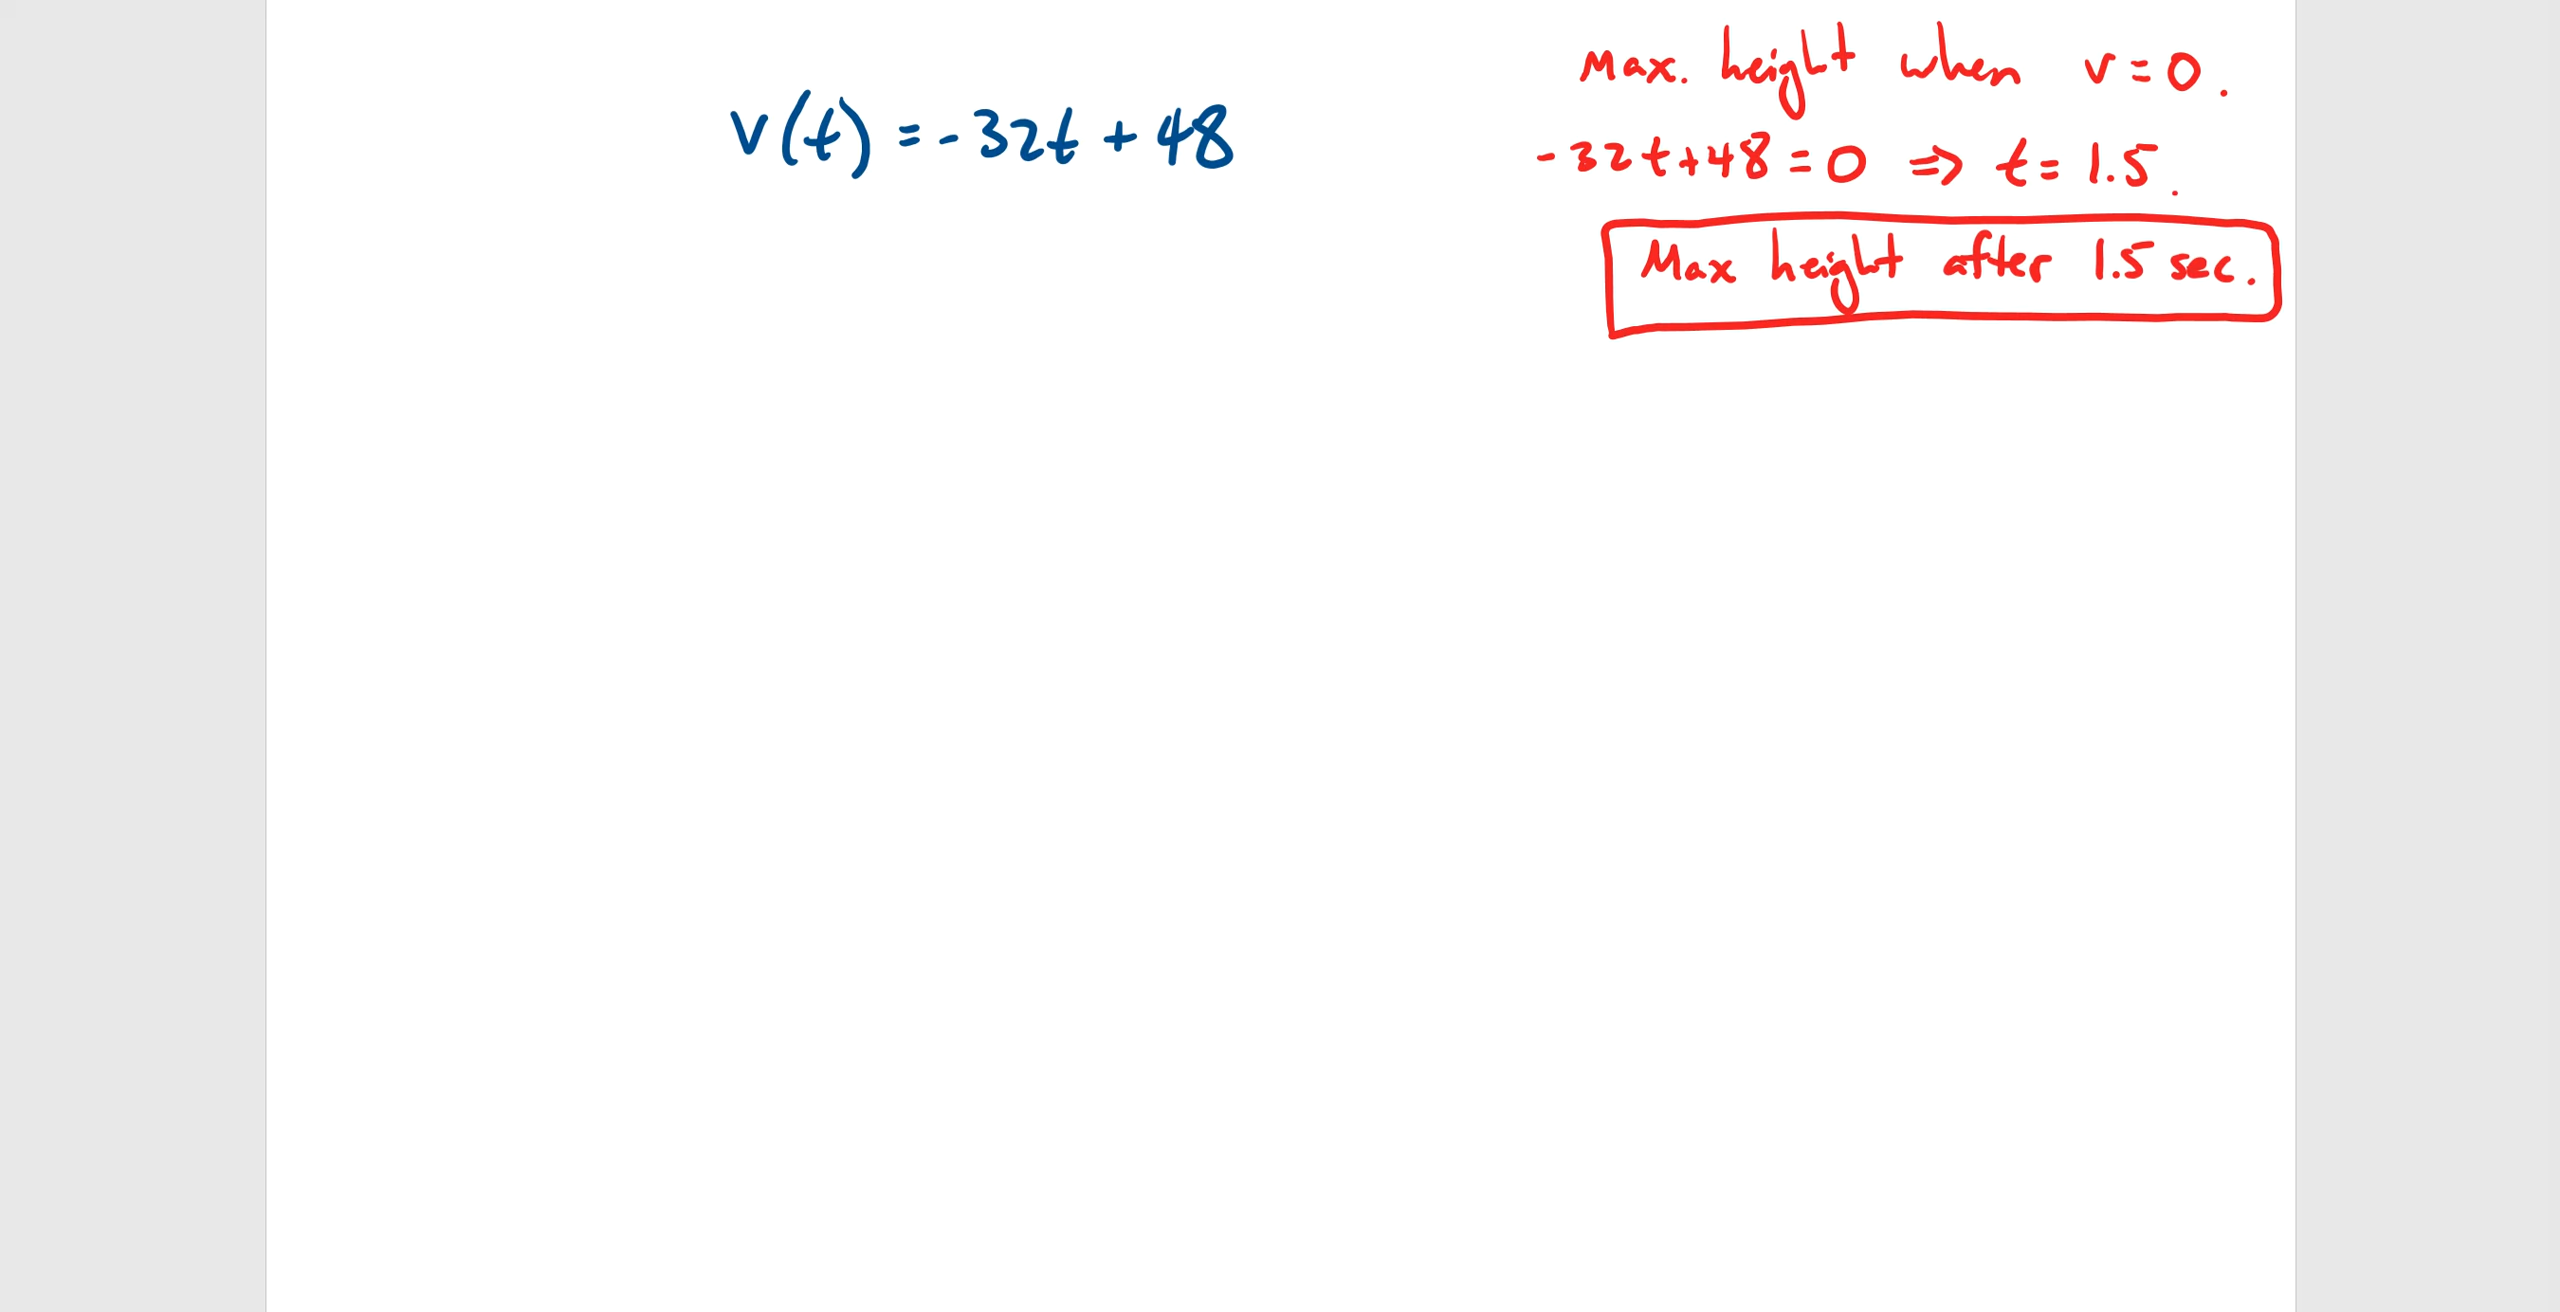 v(t) = -32t + 48
Max. height when v = 0.
-32t + 48 = 0 ⇒ t = 1.5.
Max height after 1.5 sec.